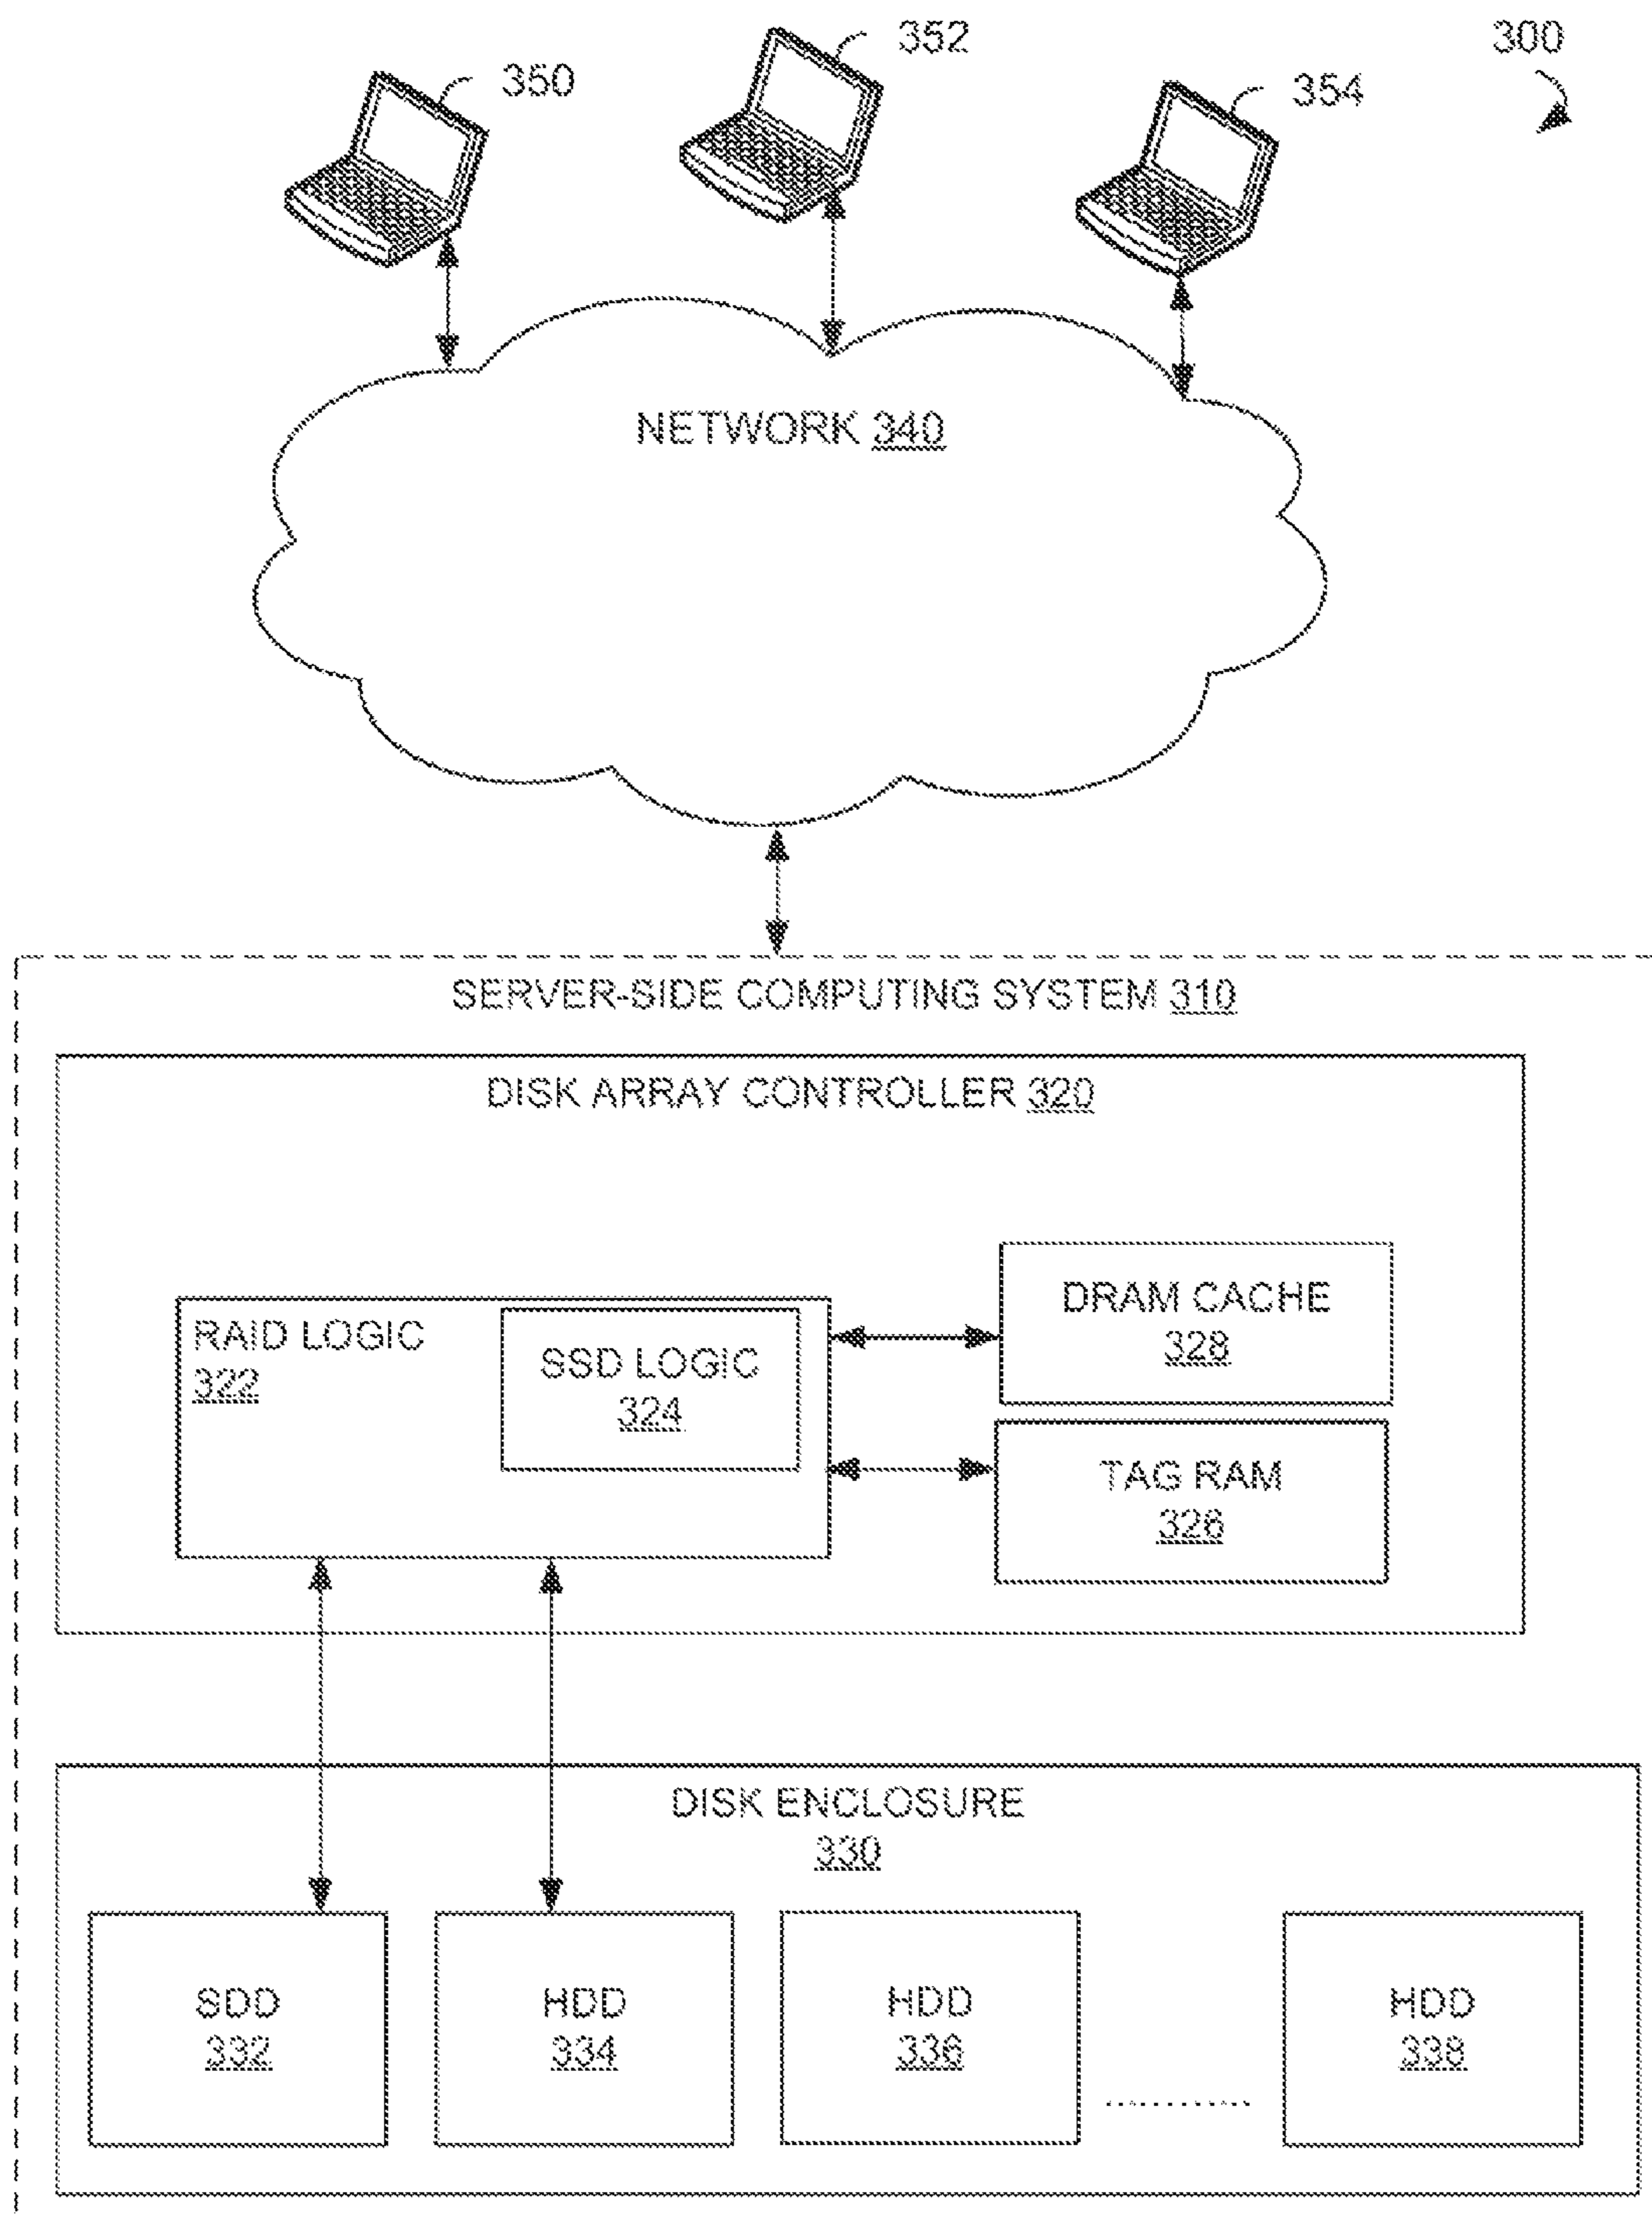 352
300
350
354
NETWORK 340
SERVER-SIDE COMPUTING SYSTEM 310
DISK ARRAY CONTROLLER 320
RAID LOGIC
322
SSD LOGIC
324
DRAM CACHE
328
TAG RAM
326
DISK ENCLOSURE
330
SDD
332
HDD
334
HDD
336
HDD
338